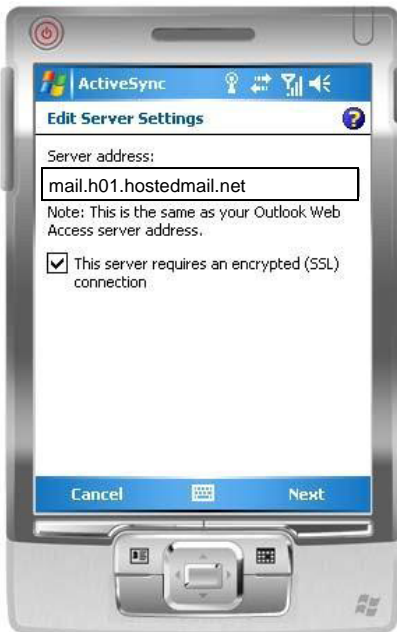 ActiveSync
Edit Server Settings
Server address:
mail.h01.hostedmail.net
Note: This is the same as your Outlook Web
Access server address.
This server requires an encrypted (SSL)
connection
Cancel Next